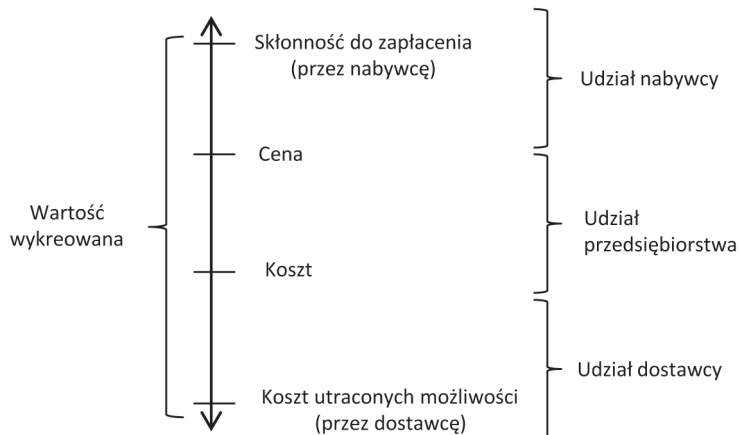 Skłonność do zapłacenia
(przez nabywcę)
Udział nabywcy
Cena
Wartość
wykreowana
Udział
przedsiębiorstwa
Koszt
Udział dostawcy
Koszt utraconych możliwości
(przez dostawcę)